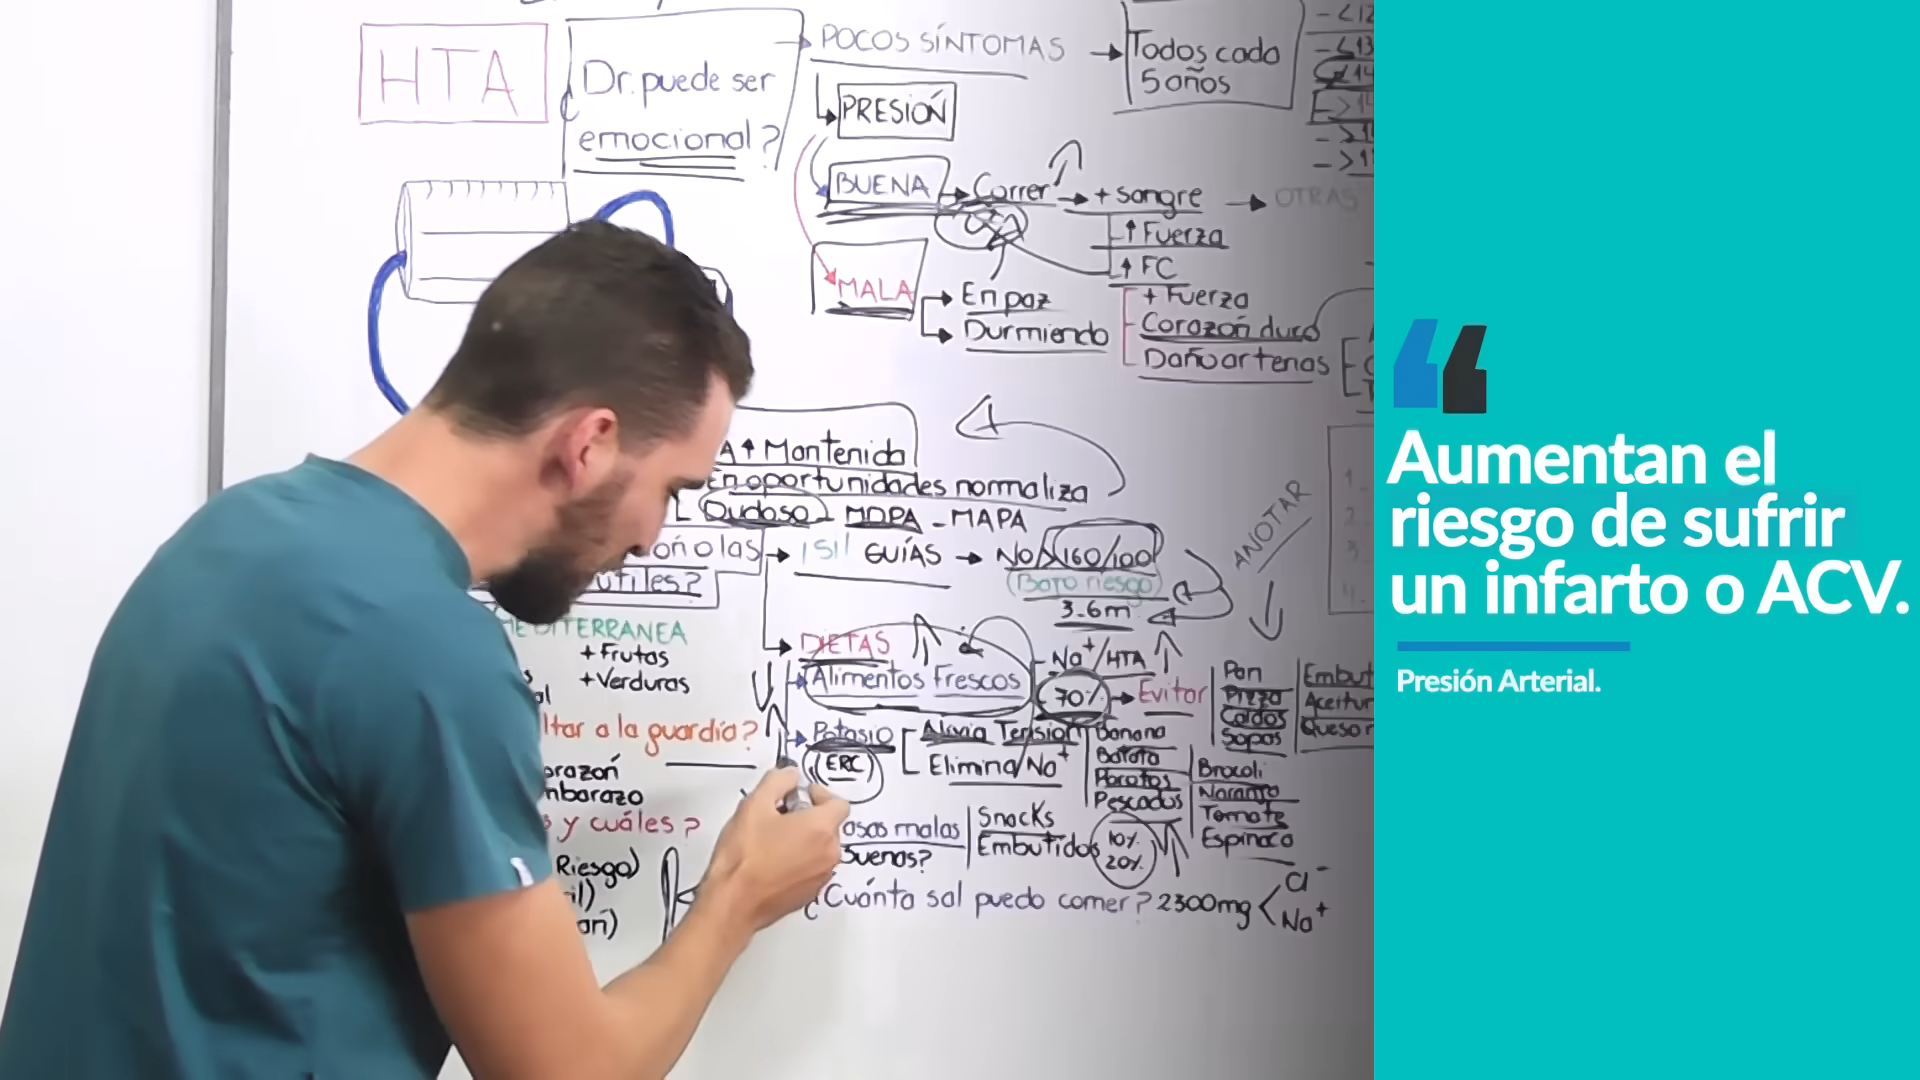 HTA
¿Dr. puede ser
emocional?
POCOS SÍNTOMAS
Todos cada
5 años
PRESIÓN
BUENA
Correr
+ sangre
OTRAS
↑ Fuerza
↑ FC
MALA
En paz
Durmiendo
+ Fuerza
Corazón duro
Daño arterias
A ↑ Mantenida
En oportunidades normaliza
Dudoso
MDPA - MAPA
ANOTAR
¡SI!
GUÍAS
No
160/100
(Bajo riesgo)
3-6m
útiles?
+ Frutas
+ Verduras
DIETAS
Alimentos Frescos
Na+/HTA
70%
Evitar
Pan
Pizza
Caldos
Sopas
Potasio
(ERC)
Alivia Tensión
Elimina Na+
Banana
Batata
Porotos
Pescados
Brocoli
Naranja
Tomate
Espinaca
a la guardia?
y cuáles?
Riesgo)
malas
Buenas?
Snacks
Embutidos
10%
20%
¿Cuánta sal puedo comer? 2300mg
Cl-
Na+
“
Aumentan el
riesgo de sufrir
un infarto o ACV.
Presión Arterial.